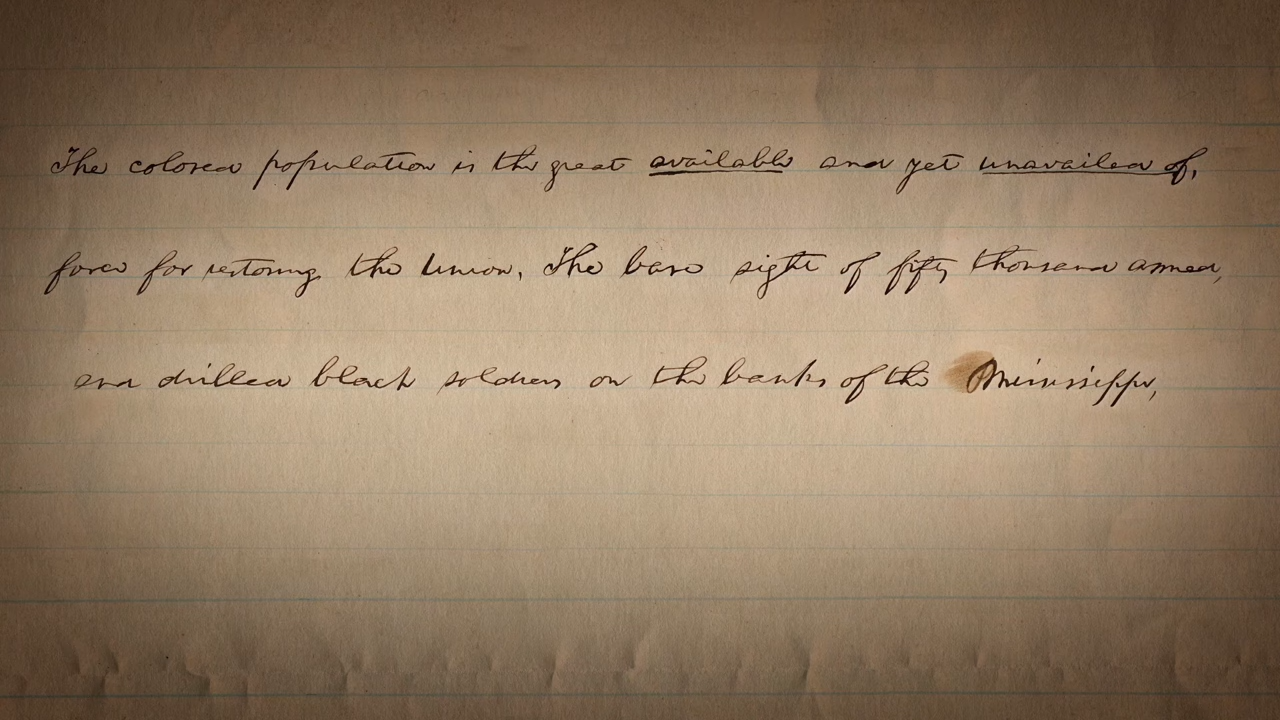 The colored population is the great available and yet unavailed of,
force for restoring the Union. The bare sight of fifty thousand armed,
and drilled black soldiers on the banks of the Mississippi,